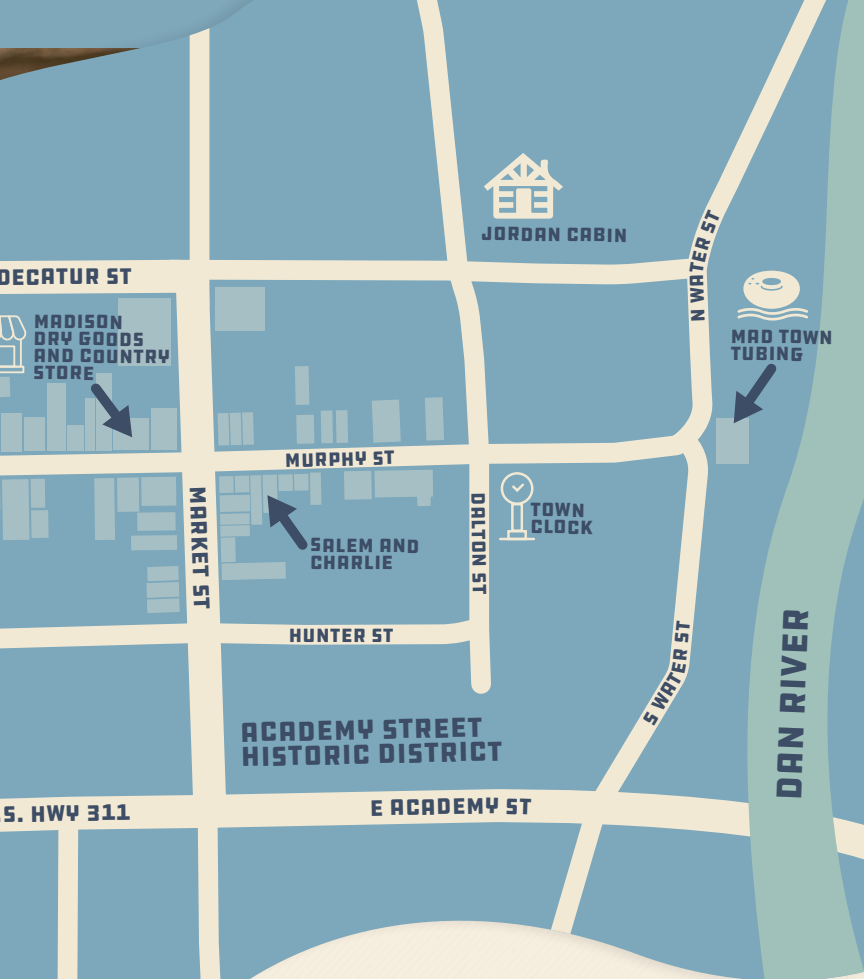 JORDAN CABIN
N WATER ST
DECATUR ST
MADISON
DRY GOODS
AND COUNTRY
STORE
MAD TOWN
TUBING
MURPHY ST
MARKET ST
DALTON ST
TOWN
CLOCK
SALEM AND
CHARLIE
HUNTER ST
S WATER ST
DAN RIVER
ACADEMY STREET
HISTORIC DISTRICT
S. HWY 311
E ACADEMY ST